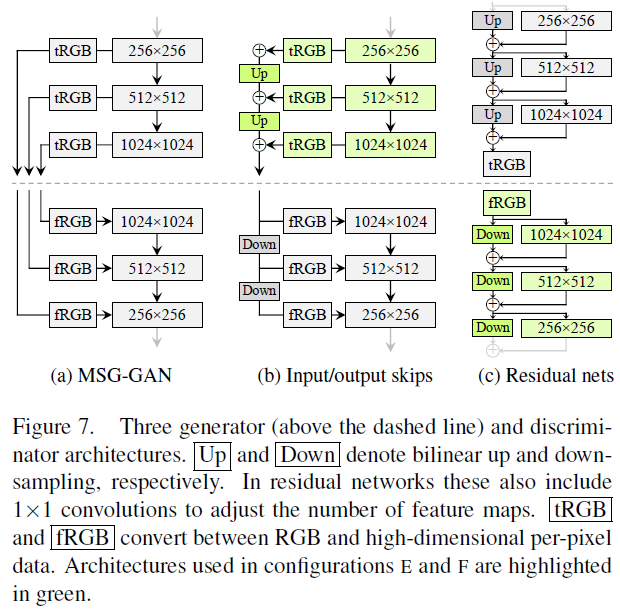 tRGB 256×256
tRGB 512×512
tRGB 1024×1024
fRGB 1024×1024
fRGB 512×512
fRGB 256×256
(a) MSG-GAN
tRGB 256×256
Up
tRGB 512×512
Up
tRGB 1024×1024
fRGB 1024×1024
Down
fRGB 512×512
Down
fRGB 256×256
(b) Input/output skips
Up 256×256
Up 512×512
Up 1024×1024
tRGB
fRGB
Down 1024×1024
Down 512×512
Down 256×256
(c) Residual nets
Figure 7. Three generator (above the dashed line) and discrimi-
nator architectures. Up and Down denote bilinear up and down-
sampling, respectively. In residual networks these also include
1×1 convolutions to adjust the number of feature maps. tRGB
and fRGB convert between RGB and high-dimensional per-pixel
data. Architectures used in configurations E and F are highlighted
in green.